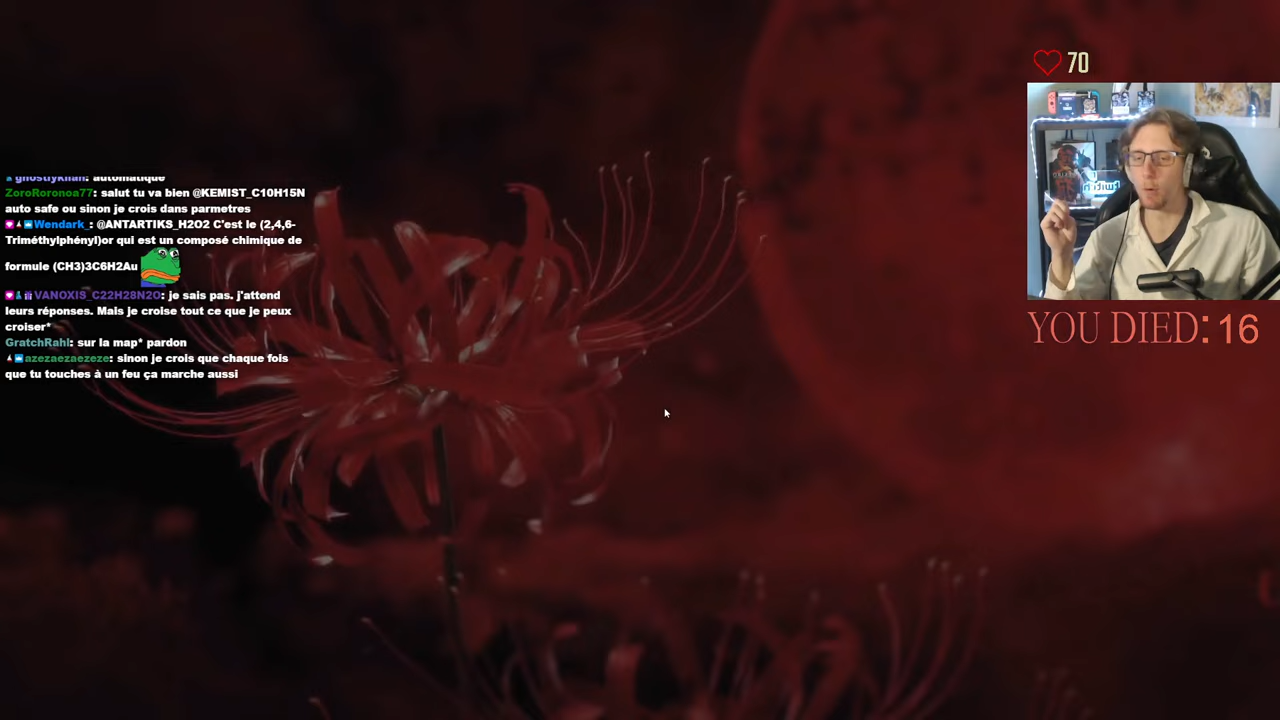 70
ghostlykilian: automatique
ZoroRoronoa77: salut tu va bien @KEMIST_C10H15N
auto safe ou sinon je crois dans parmetres
Wendark_: @ANTARTIKS_H2O2 C'est le (2,4,6-
Triméthylphényl)or qui est un composé chimique de
formule (CH3)3C6H2Au
VANOXIS_C22H28N2O: je sais pas. j'attend
leurs réponses. Mais je croise tout ce que je peux
croiser*
GratchRahl: sur la map* pardon
azezaezaezeze: sinon je crois que chaque fois
que tu touches à un feu ça marche aussi
YOU DIED: 16